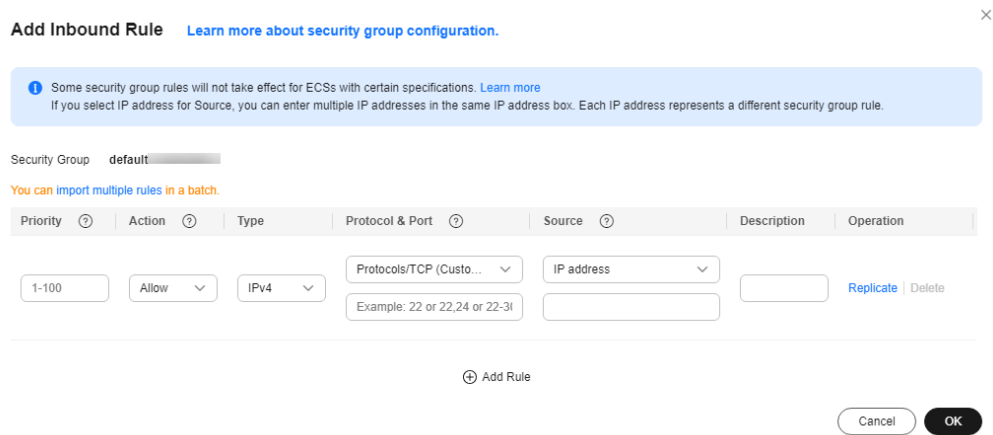 Add Inbound Rule Learn more about security group configuration.
Some security group rules will not take effect for ECSs with certain specifications. Learn more
If you select IP address for Source, you can enter multiple IP addresses in the same IP address box. Each IP address represents a different security group rule.
Security Group default
You can import multiple rules in a batch.
Priority Action Type Protocol & Port Source Description Operation
Protocols/TCP (Custo... IP address
1-100 Allow IPv4 Replicate Delete
Example: 22 or 22,24 or 22-3
Add Rule
Cancel OK